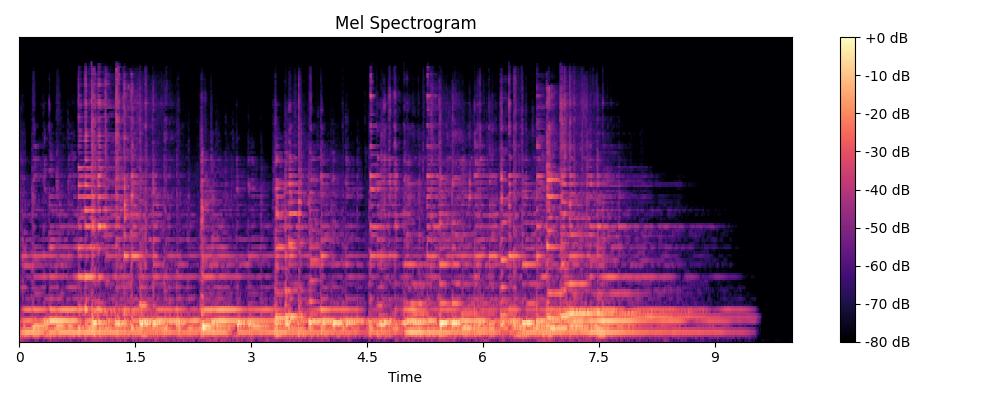 Mel Spectrogram
+0 dB
-10 dB
-20 dB
-30 dB
-40 dB
-50 dB
-60 dB
-70 dB
-80 dB
0 1.5 3 4.5 6 7.5 9
Time